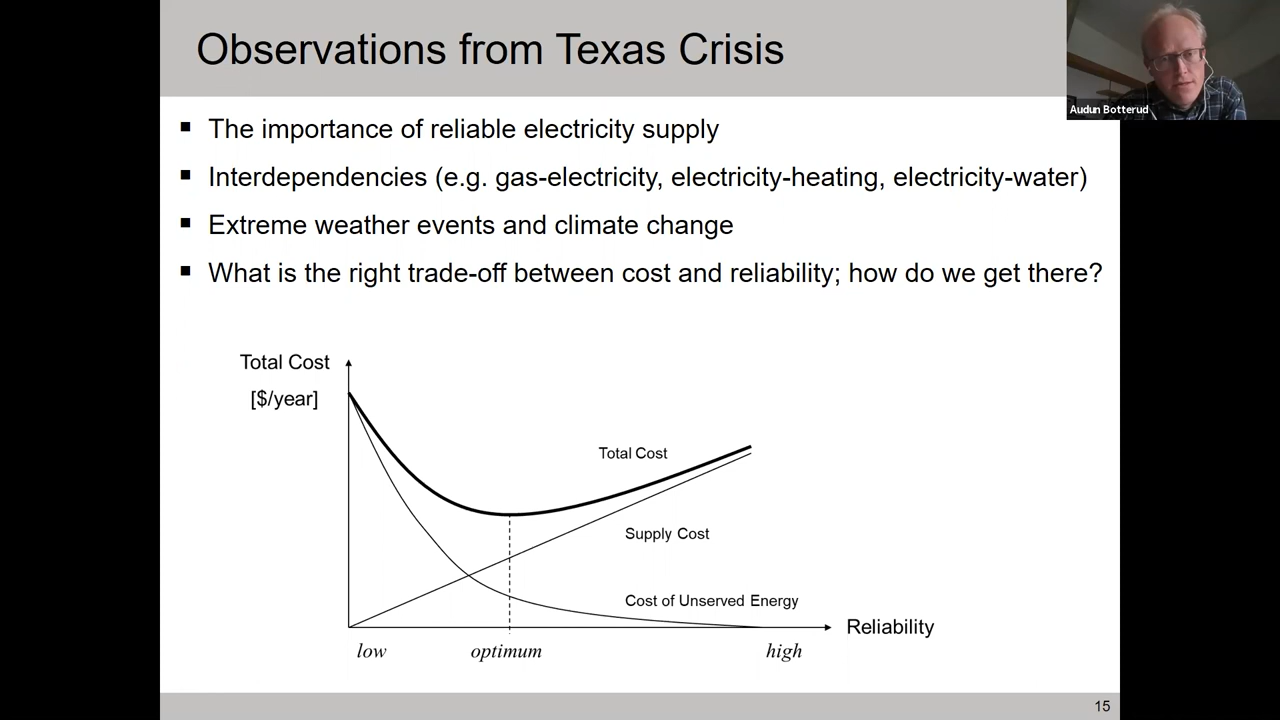 Observations from Texas Crisis
Audun Botterud
▪ The importance of reliable electricity supply
▪ Interdependencies (e.g. gas-electricity, electricity-heating, electricity-water)
▪ Extreme weather events and climate change
▪ What is the right trade-off between cost and reliability; how do we get there?
Total Cost
[$/year]
Total Cost
Supply Cost
Cost of Unserved Energy
Reliability
low
optimum
high
15